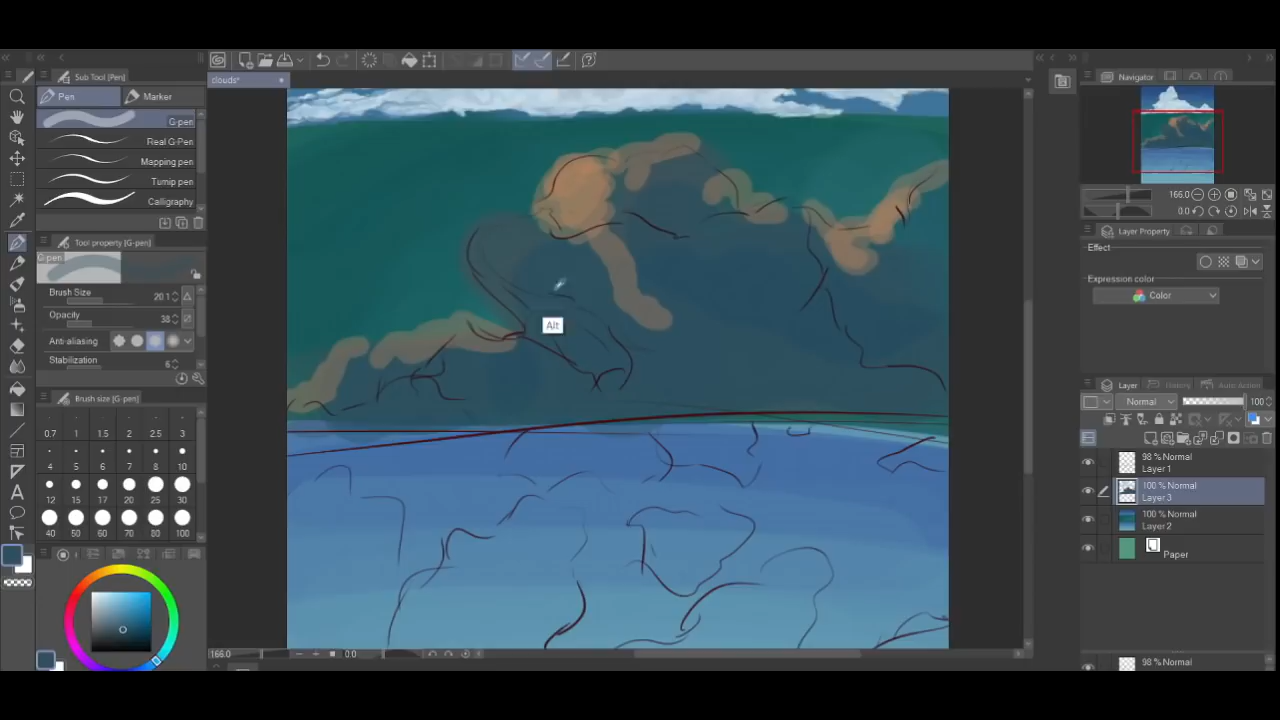 Sub Tool [Pen]
Pen
Marker
G-pen
Real G-Pen
Mapping pen
Turnip pen
Calligraphy
Tool property [G-pen]
G-pen
Brush Size 20.1
Opacity 38
Anti-aliasing
Stabilization 6
Brush size [G-pen]
0.7 1 1.5 2 2.5 3
4 5 6 7 8 10
12 15 17 20 25 30
40 50 60 70 80 100
clouds*
Alt
166.0
0.0
Navigator
166.0
0.0
Layer Property
Effect
Expression color
Color
Layer
History
Auto Action
Normal
100
98 % Normal
Layer 1
100 % Normal
Layer 3
100 % Normal
Layer 2
Paper
98 % Normal